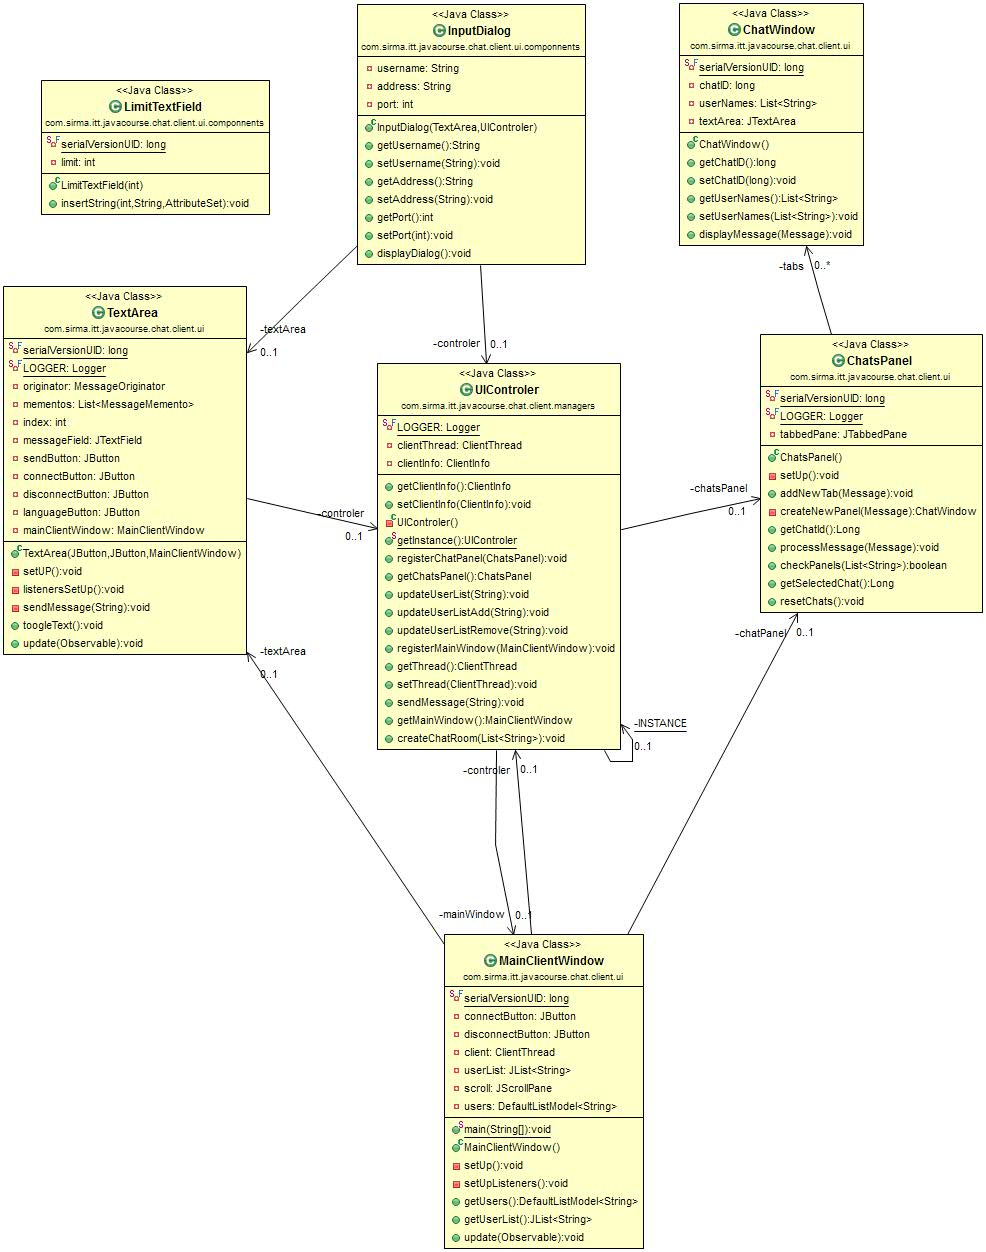 <<Java Class>>
InputDialog
com.sirma.itt.javacourse.chat.client.ui.componnents
username: String
address: String
port: int
InputDialog(TextArea,UIControler)
getUsername():String
setUsername(String):void
getAddress():String
setAddress(String):void
getPort():int
setPort(int):void
displayDialog():void
<<Java Class>>
ChatWindow
com.sirma.itt.javacourse.chat.client.ui
serialVersionUID: long
chatID: long
userNames: List<String>
textArea: JTextArea
ChatWindow()
getChatID():long
setChatID(long):void
getUserNames():List<String>
setUserNames(List<String>):void
displayMessage(Message):void
<<Java Class>>
LimitTextField
com.sirma.itt.javacourse.chat.client.ui.componnents
serialVersionUID: long
limit: int
LimitTextField(int)
insertString(int,String,AttributeSet):void
-tabs
0..*
<<Java Class>>
TextArea
com.sirma.itt.javacourse.chat.client.ui
serialVersionUID: long
LOGGER: Logger
originator: MessageOriginator
mementos: List<MessageMemento>
index: int
messageField: JTextField
sendButton: JButton
connectButton: JButton
disconnectButton: JButton
languageButton: JButton
mainClientWindow: MainClientWindow
TextArea(JButton,JButton,MainClientWindow)
setUP():void
listenersSetUp():void
sendMessage(String):void
toogleText():void
update(Observable):void
-textArea
0..1
-controler
0..1
<<Java Class>>
UIControler
com.sirma.itt.javacourse.chat.client.managers
LOGGER: Logger
clientThread: ClientThread
clientInfo: ClientInfo
getClientInfo():ClientInfo
setClientInfo(ClientInfo):void
UIControler()
getInstance():UIControler
registerChatPanel(ChatsPanel):void
getChatsPanel():ChatsPanel
updateUserList(String):void
updateUserListAdd(String):void
updateUserListRemove(String):void
registerMainWindow(MainClientWindow):void
getThread():ClientThread
setThread(ClientThread):void
sendMessage(String):void
getMainWindow():MainClientWindow
createChatRoom(List<String>):void
<<Java Class>>
ChatsPanel
com.sirma.itt.javacourse.chat.client.ui
serialVersionUID: long
LOGGER: Logger
tabbedPane: JTabbedPane
ChatsPanel()
setUp():void
addNewTab(Message):void
createNewPanel(Message):ChatWindow
getChatId():Long
processMessage(Message):void
checkPanels(List<String>):boolean
getSelectedChat():Long
resetChats():void
-controler
0..1
-chatsPanel
0..1
-textArea
0..1
-chatPanel
0..1
-INSTANCE
0..1
-controler
0..1
-mainWindow
0..1
<<Java Class>>
MainClientWindow
com.sirma.itt.javacourse.chat.client.ui
serialVersionUID: long
connectButton: JButton
disconnectButton: JButton
client: ClientThread
userList: JList<String>
scroll: JScrollPane
users: DefaultListModel<String>
main(String[]):void
MainClientWindow()
setUp():void
setUpListeners():void
getUsers():DefaultListModel<String>
getUserList():JList<String>
update(Observable):void